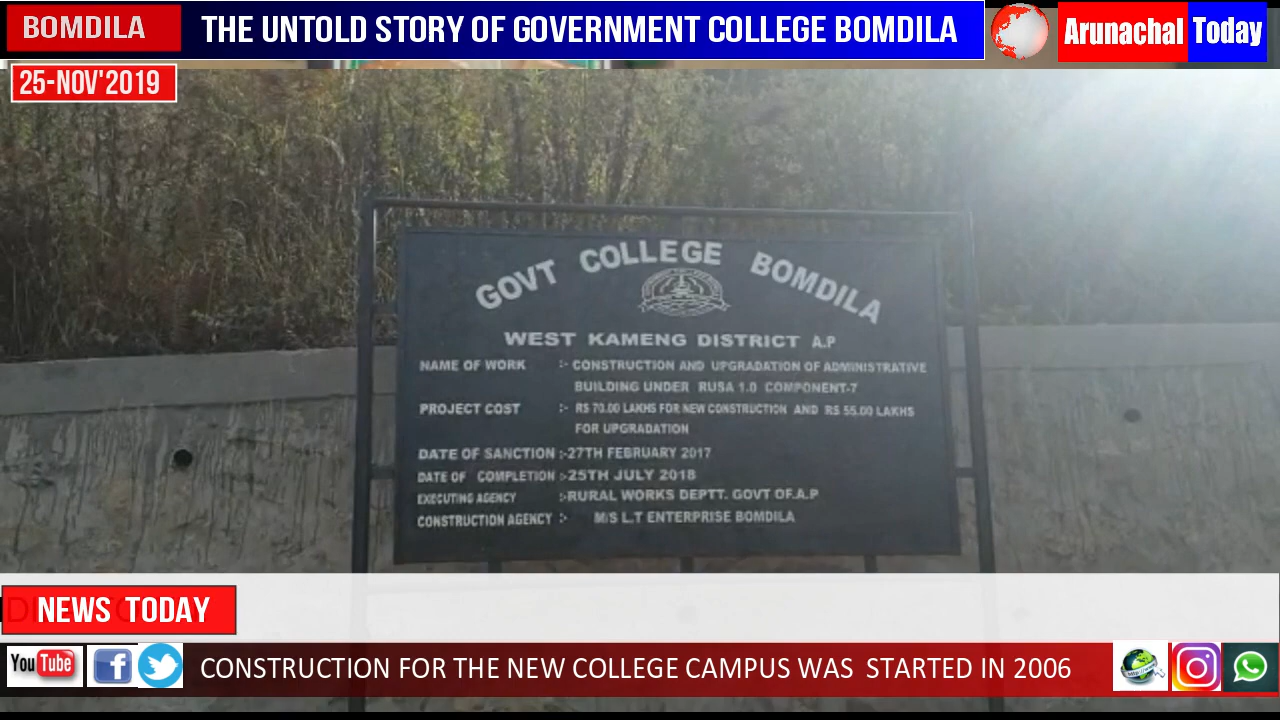 BOMDILA
THE UNTOLD STORY OF GOVERNMENT COLLEGE BOMDILA
Arunachal Today
25-NOV'2019
GOVT COLLEGE BOMDILA
WEST KAMENG DISTRICT A.P
NAME OF WORK :- CONSTRUCTION AND UPGRADATION OF ADMINISTRATIVE
BUILDING UNDER RUSA 1.0 COMPONENT-7
PROJECT COST :- RS 70.00 LAKHS FOR NEW CONSTRUCTION AND RS 55.00 LAKHS
FOR UPGRADATION
DATE OF SANCTION :-27TH FEBRUARY 2017
DATE OF COMPLETION :-25TH JULY 2018
EXECUTING AGENCY :-RURAL WORKS DEPTT. GOVT OF.A.P
CONSTRUCTION AGENCY :- M/S L.T ENTERPRISE BOMDILA
NEWS TODAY
YouTube
CONSTRUCTION FOR THE NEW COLLEGE CAMPUS WAS STARTED IN 2006